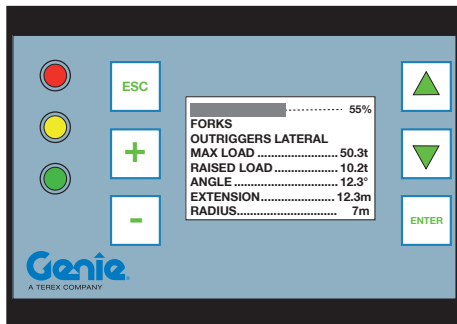 ESC
+
-
55%
FORKS
OUTRIGGERS LATERAL
MAX LOAD ........................ 50.3t
RAISED LOAD ................... 10.2t
ANGLE ............................... 12.3°
EXTENSION....................... 12.3m
RADIUS.............................. 7m
ENTER
Genie.
A TEREX COMPANY